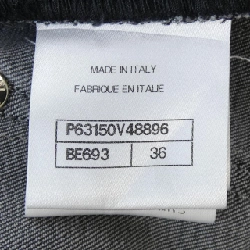 MADE IN ITALY
FABRIQUE EN ITALIE
P63150V48896
BE693 36